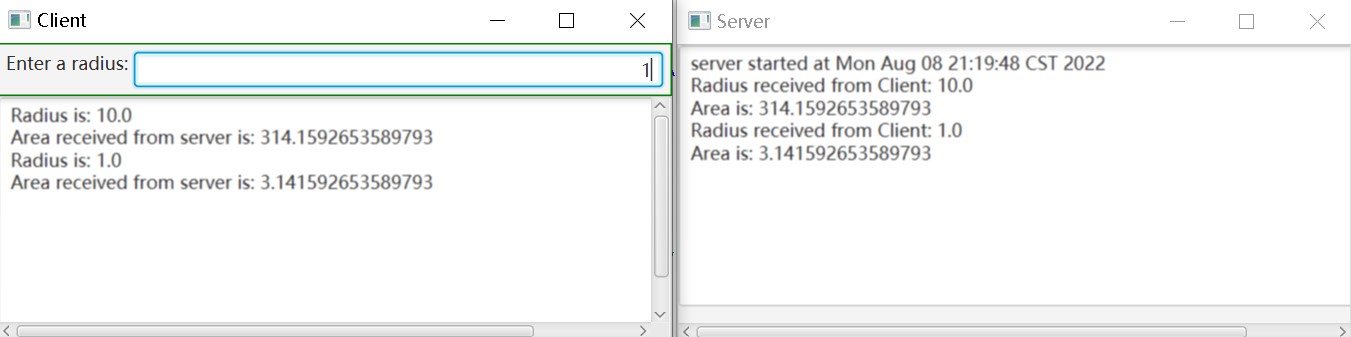 Client
Enter a radius: 1
Radius is: 10.0
Area received from server is: 314.1592653589793
Radius is: 1.0
Area received from server is: 3.141592653589793
Server
server started at Mon Aug 08 21:19:48 CST 2022
Radius received from Client: 10.0
Area is: 314.1592653589793
Radius received from Client: 1.0
Area is: 3.141592653589793